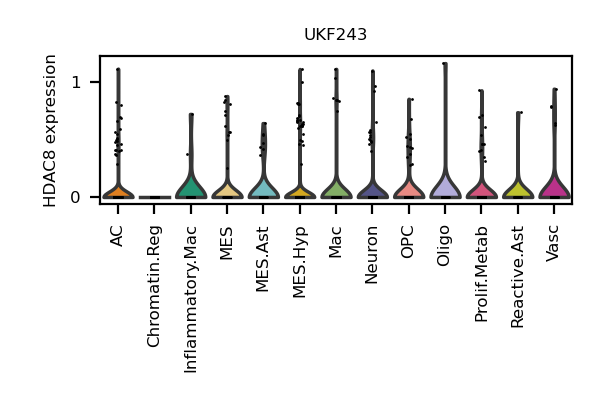 UKF243
HDAC8 expression
1
0
AC
Chromatin.Reg
Inflammatory.Mac
MES
MES.Ast
MES.Hyp
Mac
Neuron
OPC
Oligo
Prolif.Metab
Reactive.Ast
Vasc